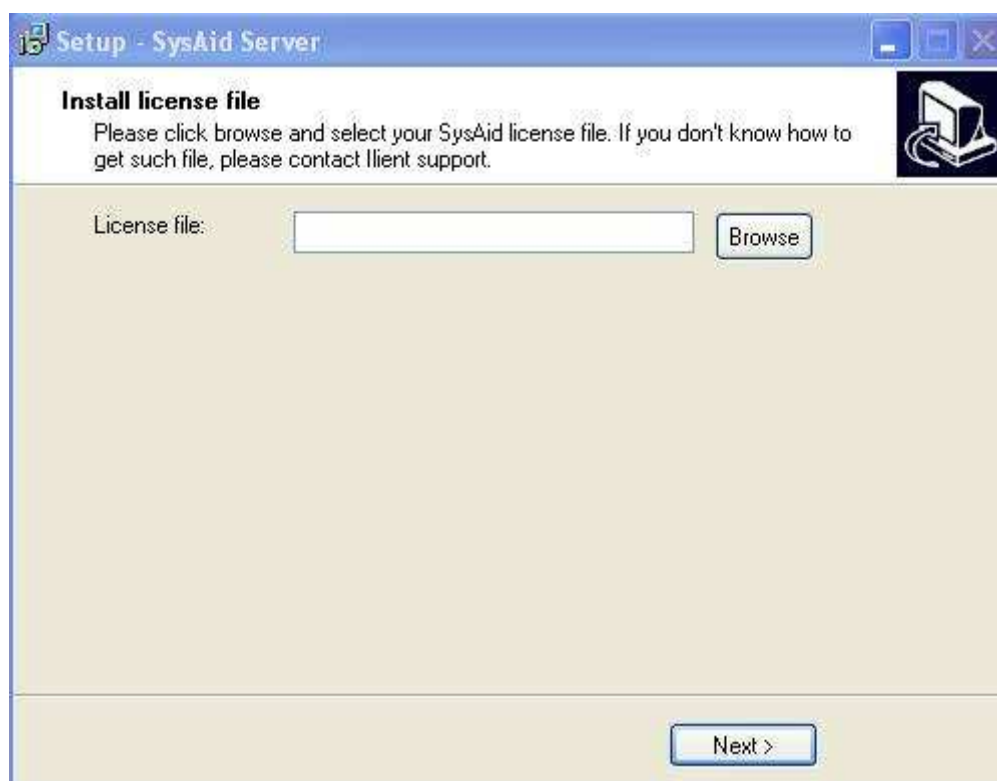 Setup - SysAid Server
Install license file
Please click browse and select your SysAid license file. If you don't know how to
get such file, please contact Ilient support.
License file:
Browse
Next >